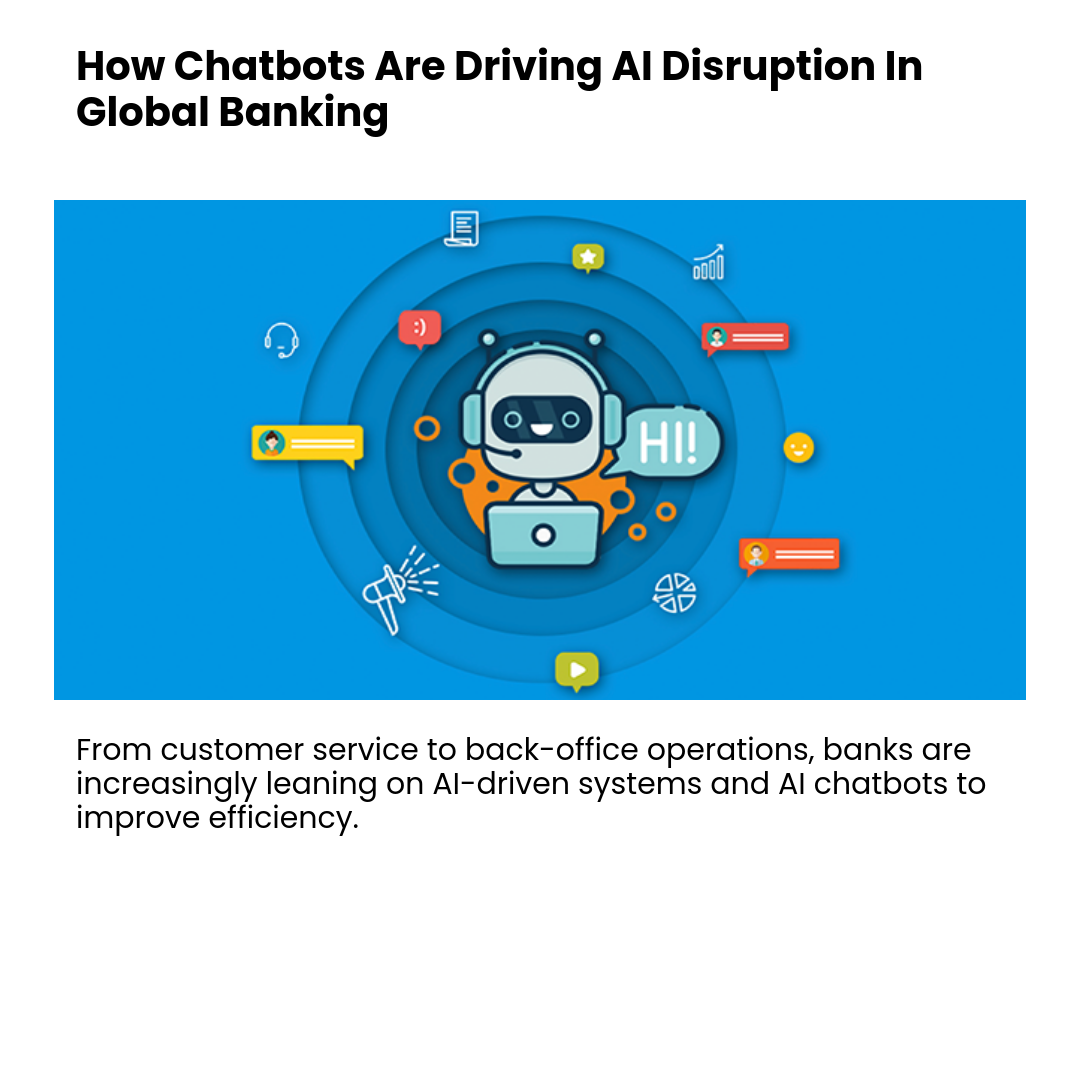 How Chatbots Are Driving AI Disruption In
Global Banking
:)
HI!
From customer service to back-office operations, banks are
increasingly leaning on AI-driven systems and AI chatbots to
improve efficiency.